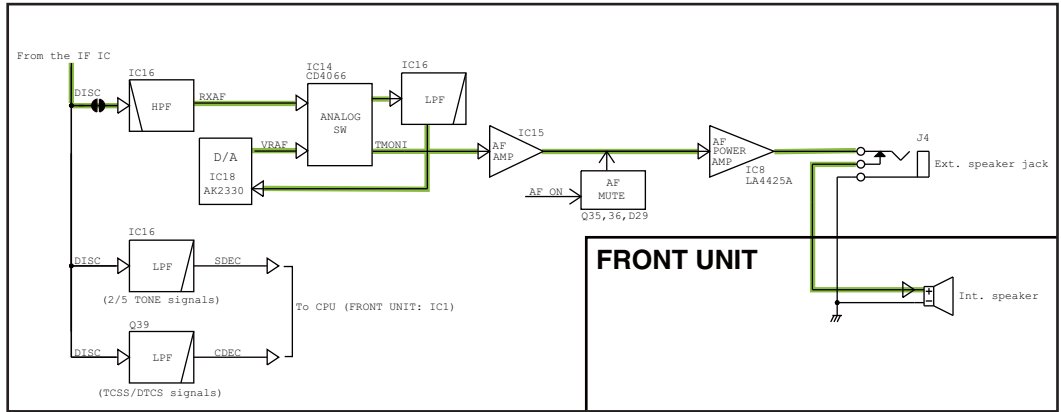 From the IF IC
DISC
IC16
HPF
RXAF
IC14
CD4066
ANALOG
SW
IC16
LPF
D/A
IC18
AK2330
VRAF
TMONI
AF
AMP
IC15
AF ON
AF
MUTE
Q35,36,D29
AF
POWER
AMP
IC8
LA4425A
J4
Ext. speaker jack
DISC
IC16
LPF
SDEC
(2/5 TONE signals)
To CPU (FRONT UNIT: IC1)
DISC
Q39
LPF
CDEC
(TCSS/DTCS signals)
FRONT UNIT
+
−
Int. speaker